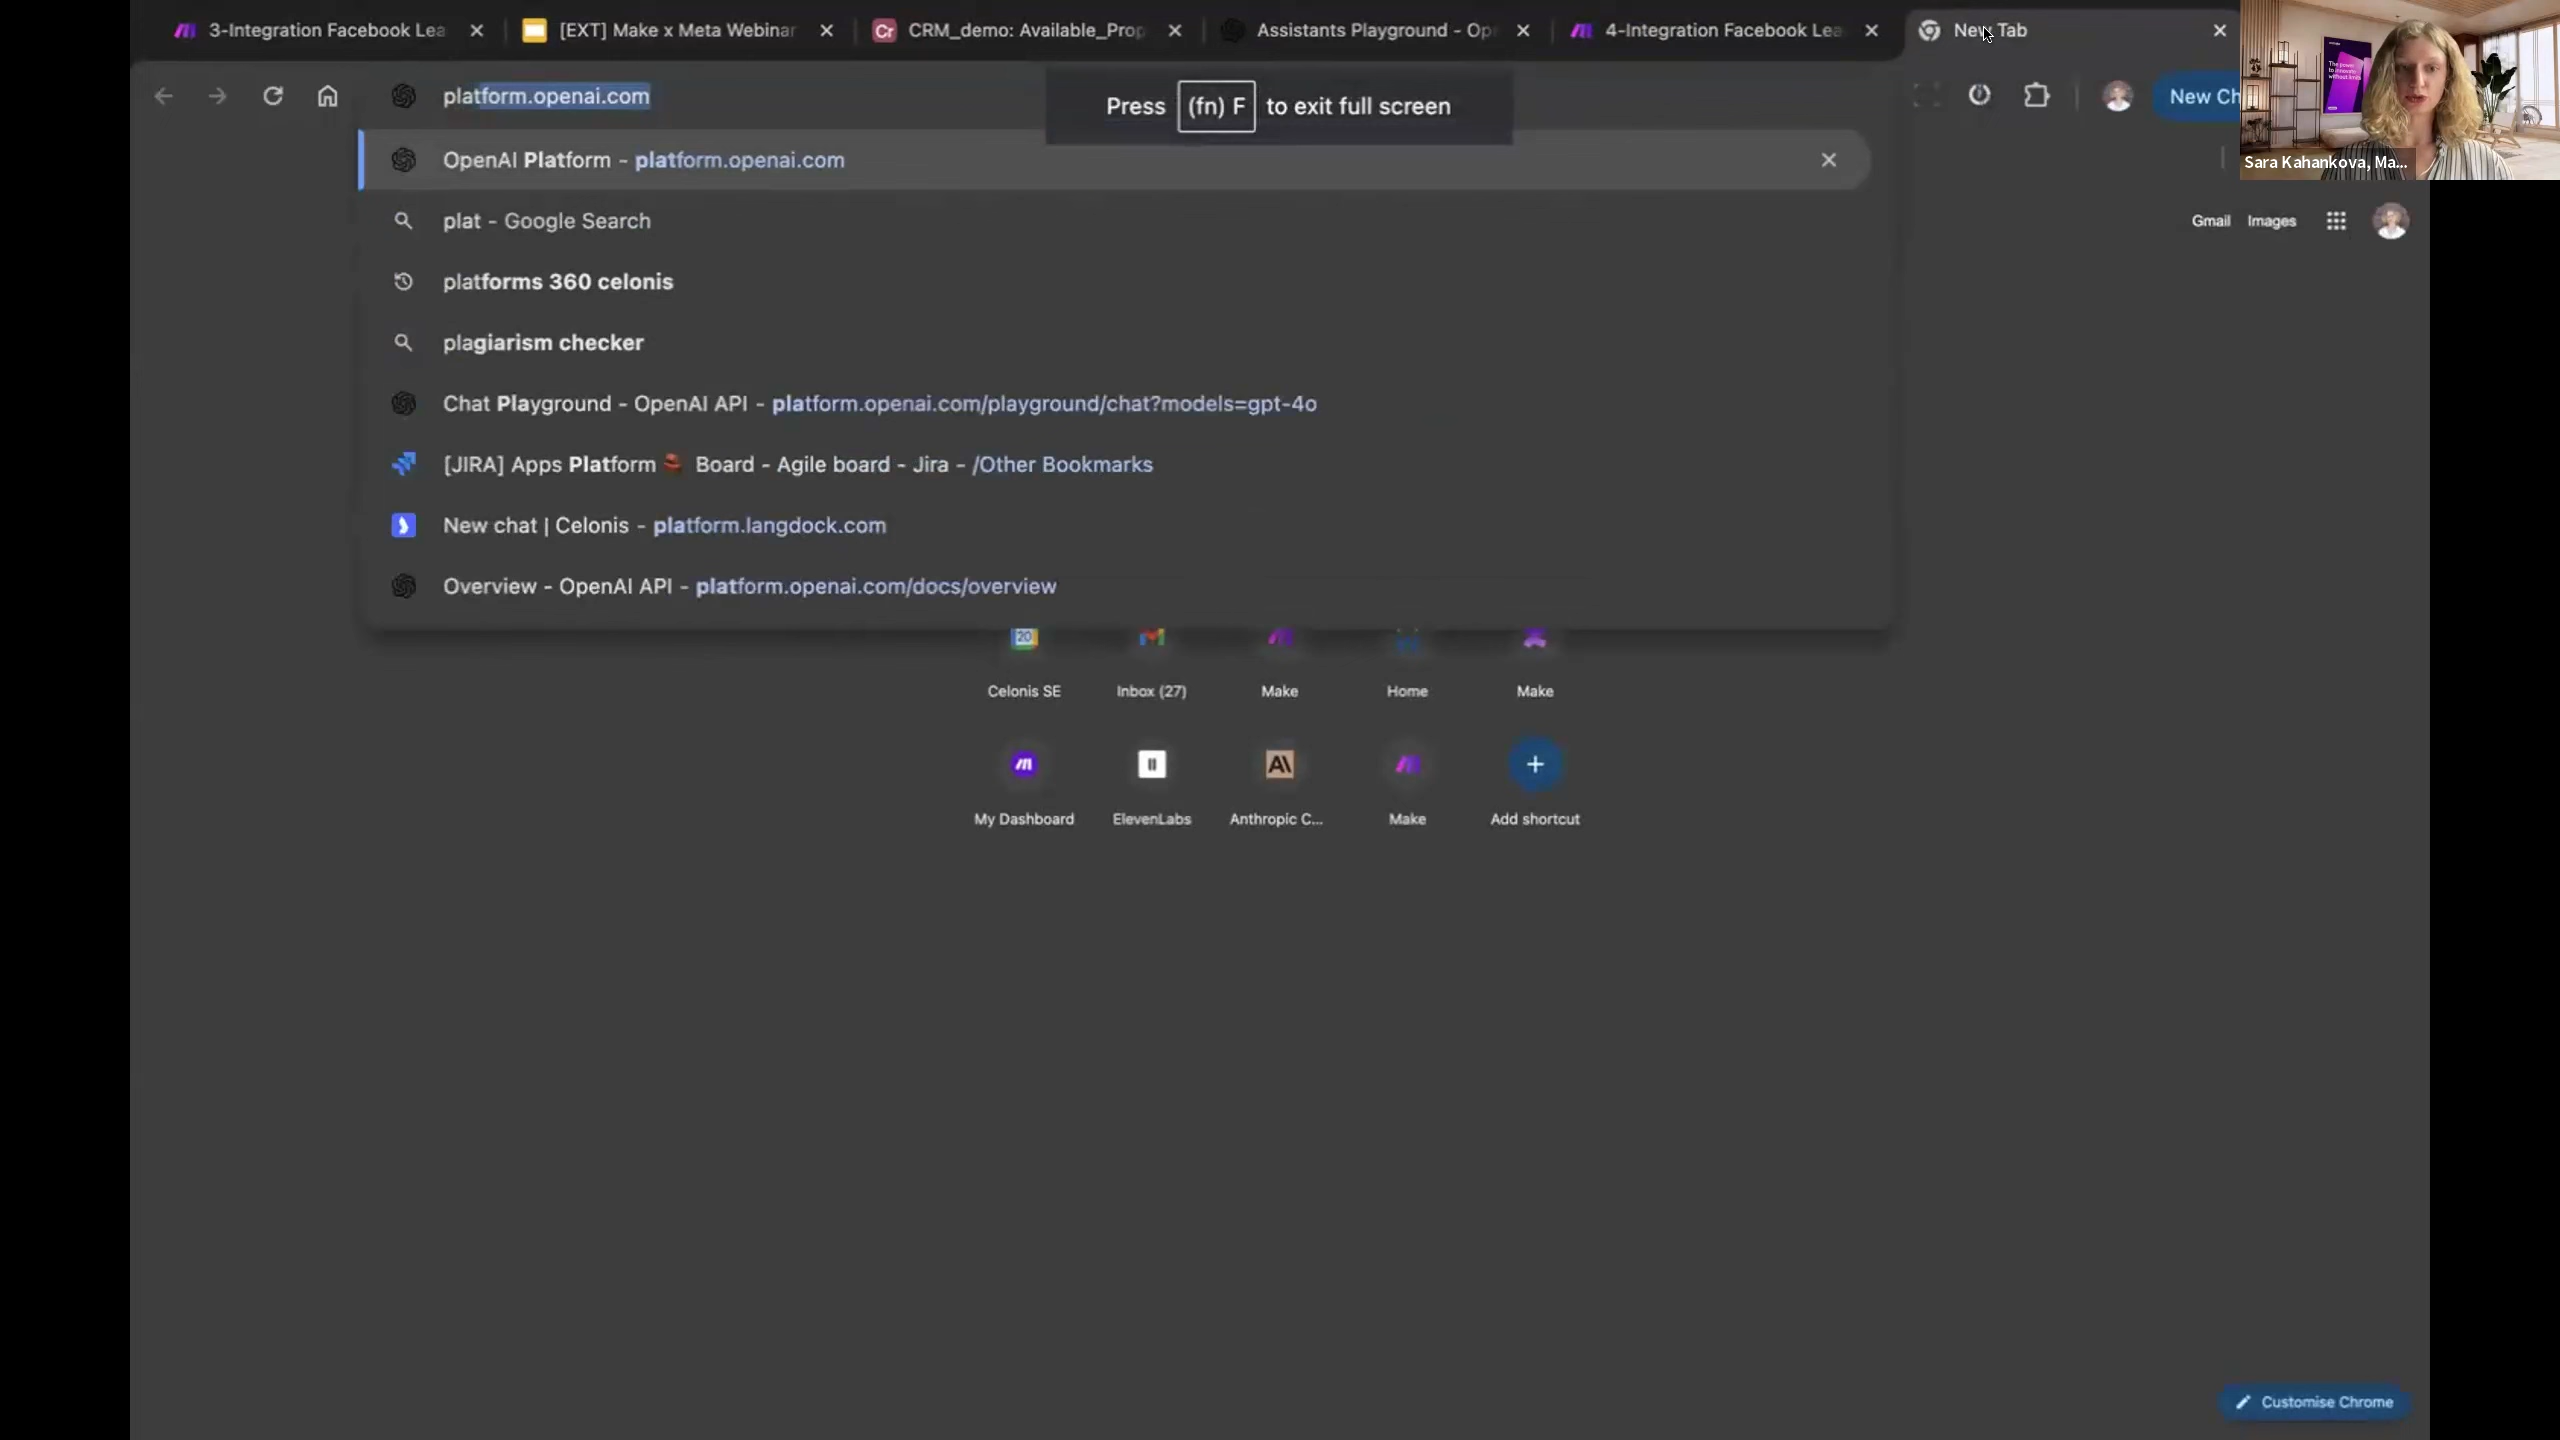 3-Integration Facebook Lea
[EXT] Make x Meta Webinar
CRM_demo: Available_Prop
Assistants Playground - Op
4-Integration Facebook Lea
New Tab
platform.openai.com
Press (fn) F to exit full screen
New Ch
Sara Kahankova, Ma...
OpenAI Platform - platform.openai.com
plat - Google Search
Gmail Images
platforms 360 celonis
plagiarism checker
Chat Playground - OpenAI API - platform.openai.com/playground/chat?models=gpt-4o
[JIRA] Apps Platform Board - Agile board - Jira - /Other Bookmarks
New chat | Celonis - platform.langdock.com
Overview - OpenAI API - platform.openai.com/docs/overview
20
Celonis SE
Inbox (27)
Make
Home
Make
My Dashboard
ElevenLabs
Anthropic C...
Make
Add shortcut
Customise Chrome